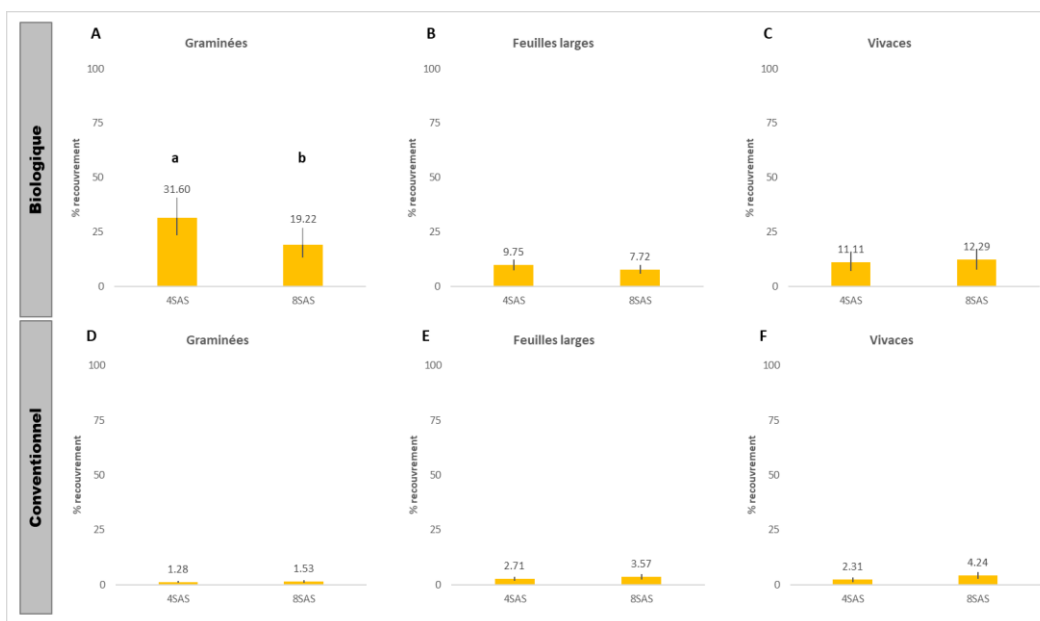 Biologique
A
Graminées
% recouvrement
100
75
50
25
0
a
b
31.60
19.22
4SAS
8SAS
B
Feuilles larges
% recouvrement
100
75
50
25
0
9.75
7.72
4SAS
8SAS
C
Vivaces
% recouvrement
100
75
50
25
0
11.11
12.29
4SAS
8SAS
Conventionnel
D
Graminées
% recouvrement
100
75
50
25
0
1.28
1.53
4SAS
8SAS
E
Feuilles larges
% recouvrement
100
75
50
25
0
2.71
3.57
4SAS
8SAS
F
Vivaces
% recouvrement
100
75
50
25
0
2.31
4.24
4SAS
8SAS